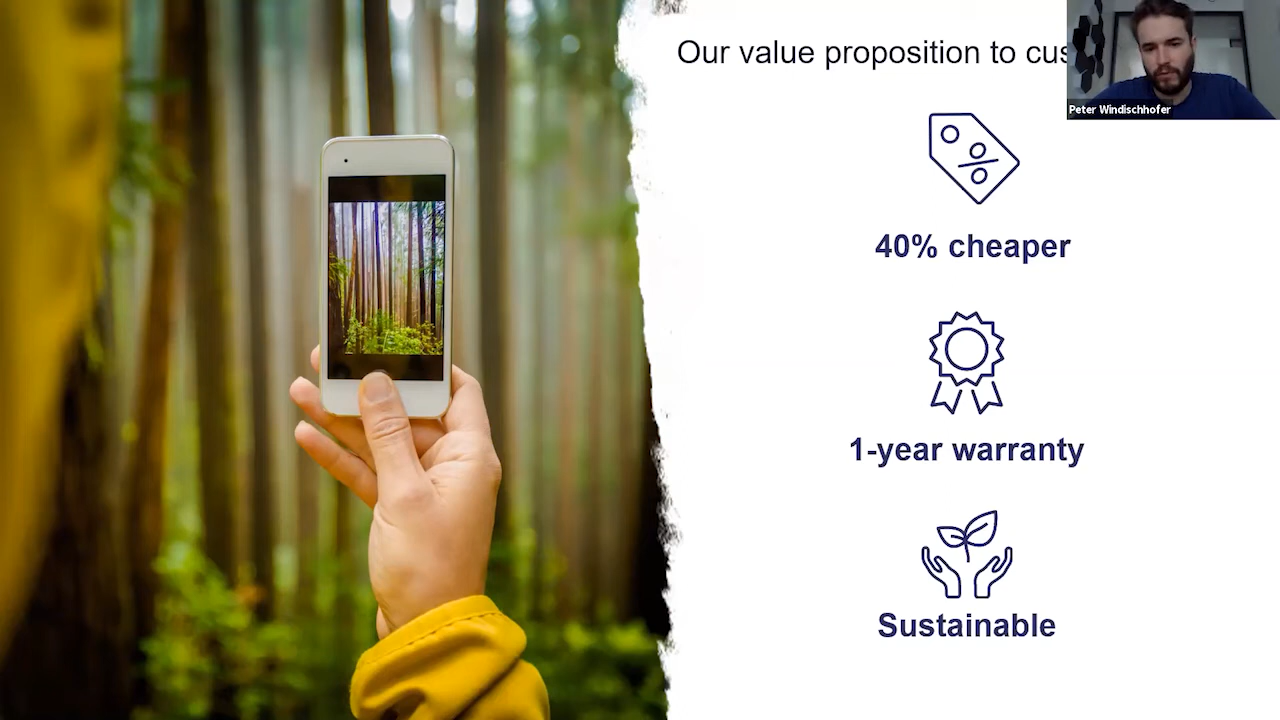 Our value proposition to cus
Peter Windischhofer
40% cheaper
1-year warranty
Sustainable